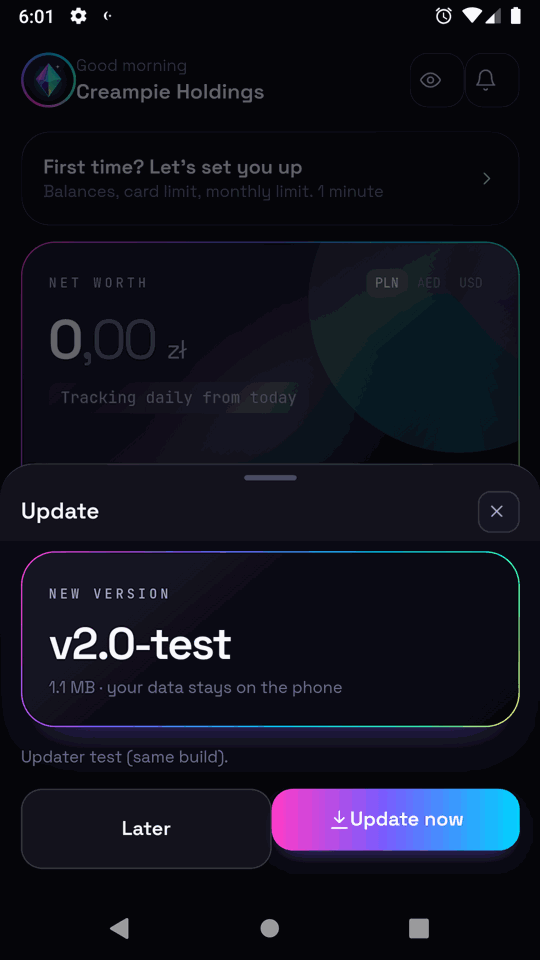 6:01
Good morning
Creampie Holdings
First time? Let's set you up
Balances, card limit, monthly limit. 1 minute
NET WORTH
PLN AED USD
0,00 zł
Tracking daily from today
Update
NEW VERSION
v2.0-test
1.1 MB · your data stays on the phone
Updater test (same build).
Later
Update now